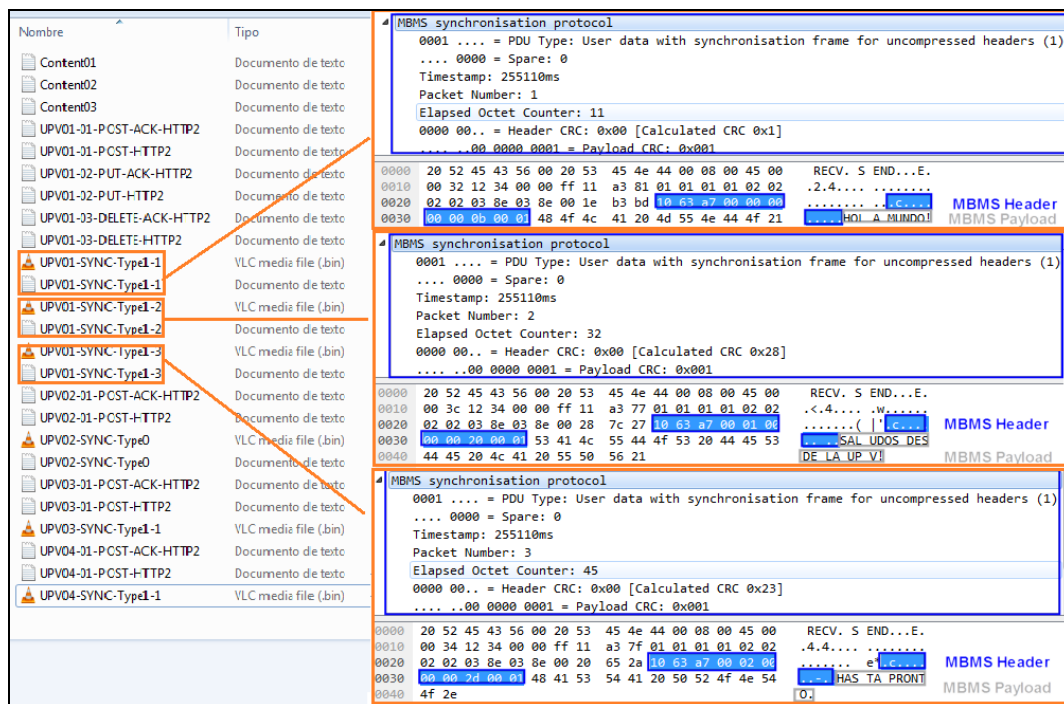 Nombre Tipo
Content01 Documento de texto
Content02 Documento de texto
Content03 Documento de texto
UPV01-01-POST-ACK-HTTP2 Documento de texto
UPV01-01-POST-HTTP2 Documento de texto
UPV01-02-PUT-ACK-HTTP2 Documento de texto
UPV01-02-PUT-HTTP2 Documento de texto
UPV01-03-DELETE-ACK-HTTP2 Documento de texto
UPV01-03-DELETE-HTTP2 Documento de texto
UPV01-SYNC-Type1-1 VLC media file (.bin)
UPV01-SYNC-Type1-1 Documento de texto
UPV01-SYNC-Type1-2 VLC media file (.bin)
UPV01-SYNC-Type1-2 Documento de texto
UPV01-SYNC-Type1-3 VLC media file (.bin)
UPV01-SYNC-Type1-3 Documento de texto
UPV02-01-POST-ACK-HTTP2 Documento de texto
UPV02-01-POST-HTTP2 Documento de texto
UPV02-SYNC-Type0 VLC media file (.bin)
UPV02-SYNC-Type0 Documento de texto
UPV03-01-POST-ACK-HTTP2 Documento de texto
UPV03-01-POST-HTTP2 Documento de texto
UPV03-SYNC-Type1-1 VLC media file (.bin)
UPV04-01-POST-ACK-HTTP2 Documento de texto
UPV04-01-POST-HTTP2 Documento de texto
UPV04-SYNC-Type1-1 VLC media file (.bin)
MBMS synchronisation protocol
0001 .... = PDU Type: User data with synchronisation frame for uncompressed headers (1)
.... 0000 = Spare: 0
Timestamp: 255110ms
Packet Number: 1
Elapsed Octet Counter: 11
0000 00.. = Header CRC: 0x00 [Calculated CRC 0x1]
.... ..00 0000 0001 = Payload CRC: 0x001
0000 20 52 45 43 56 00 20 53 45 4e 44 00 08 00 45 00 RECV. S END...E.
0010 00 32 12 34 00 00 ff 11 a3 81 01 01 01 01 02 02 .2.4.... ........
0020 02 02 03 8e 03 8e 00 1e b3 bd 10 63 a7 00 00 00 ........ ...c....
0030 00 00 0b 00 01 48 4f 4c 41 20 4d 55 4e 44 4f 21 .....HOL A MUNDO!
MBMS Header
MBMS Payload
MBMS synchronisation protocol
0001 .... = PDU Type: User data with synchronisation frame for uncompressed headers (1)
.... 0000 = Spare: 0
Timestamp: 255110ms
Packet Number: 2
Elapsed Octet Counter: 32
0000 00.. = Header CRC: 0x00 [Calculated CRC 0x28]
.... ..00 0000 0001 = Payload CRC: 0x001
0000 20 52 45 43 56 00 20 53 45 4e 44 00 08 00 45 00 RECV. S END...E.
0010 00 3c 12 34 00 00 ff 11 a3 77 01 01 01 01 02 02 .<.4.... .w......
0020 02 02 03 8e 03 8e 00 28 7c 27 10 63 a7 00 01 00 .......( |'.c....
0030 00 00 20 00 01 53 41 4c 55 44 4f 53 20 44 45 53 .. ..SAL UDOS DES
0040 44 45 20 4c 41 20 55 50 56 21 DE LA UP V!
MBMS Header
MBMS Payload
MBMS synchronisation protocol
0001 .... = PDU Type: User data with synchronisation frame for uncompressed headers (1)
.... 0000 = Spare: 0
Timestamp: 255110ms
Packet Number: 3
Elapsed Octet Counter: 45
0000 00.. = Header CRC: 0x00 [Calculated CRC 0x23]
.... ..00 0000 0001 = Payload CRC: 0x001
0000 20 52 45 43 56 00 20 53 45 4e 44 00 08 00 45 00 RECV. S END...E.
0010 00 34 12 34 00 00 ff 11 a3 7f 01 01 01 01 02 02 .4.4.... ........
0020 02 02 03 8e 03 8e 00 20 65 2a 10 63 a7 00 02 00 ....... e*.c....
0030 00 00 2d 00 01 48 41 53 54 41 20 50 52 4f 4e 54 ..-..HAS TA PRONT
0040 4f 2e O.
MBMS Header
MBMS Payload